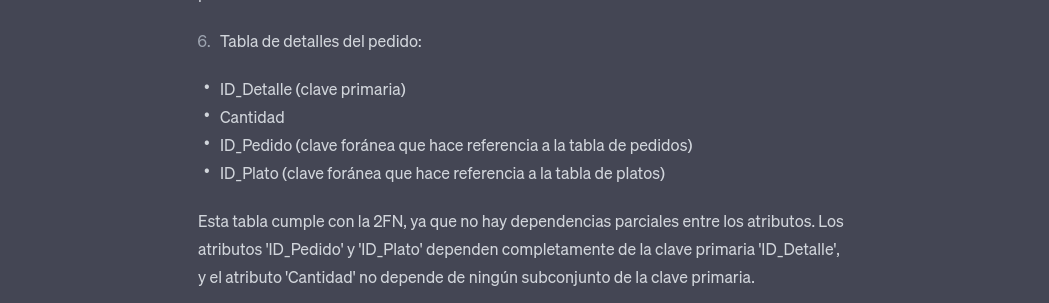 6. Tabla de detalles del pedido:
• ID_Detalle (clave primaria)
• Cantidad
• ID_Pedido (clave foránea que hace referencia a la tabla de pedidos)
• ID_Plato (clave foránea que hace referencia a la tabla de platos)
Esta tabla cumple con la 2FN, ya que no hay dependencias parciales entre los atributos. Los
atributos 'ID_Pedido' y 'ID_Plato' dependen completamente de la clave primaria 'ID_Detalle',
y el atributo 'Cantidad' no depende de ningún subconjunto de la clave primaria.